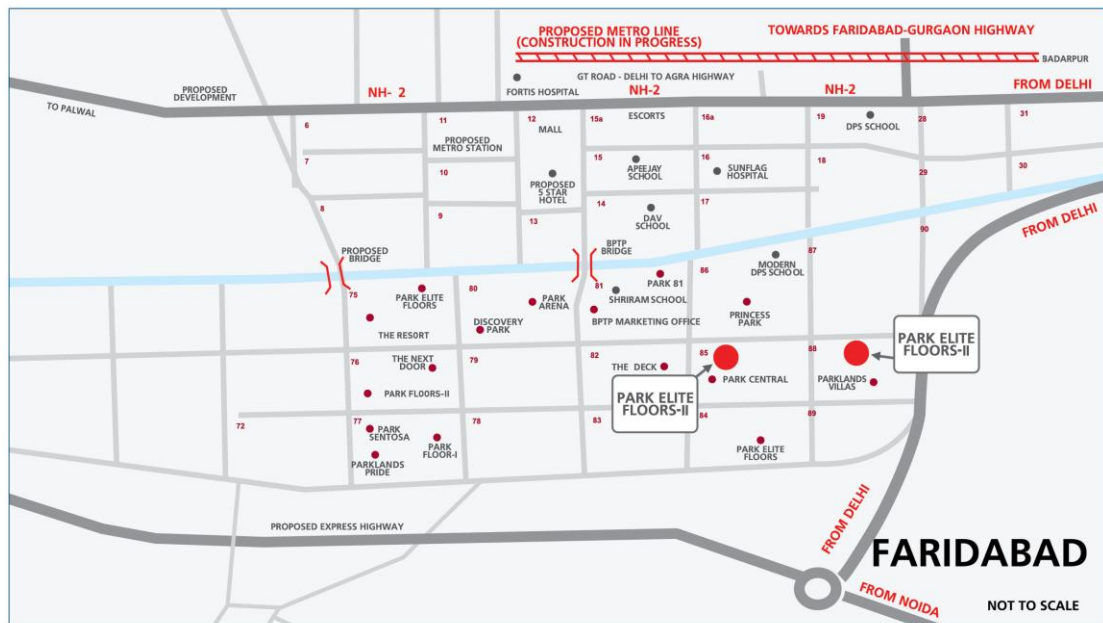 PROPOSED METRO LINE
(CONSTRUCTION IN PROGRESS)
TOWARDS FARIDABAD-GURGAON HIGHWAY
BADARPUR
GT ROAD - DELHI TO AGRA HIGHWAY
FORTIS HOSPITAL
PROPOSED
DEVELOPMENT
NH- 2
NH-2
NH-2
FROM DELHI
TO PALWAL
6
11
12
MALL
15a
ESCORTS
16a
19
DPS SCHOOL
28
31
PROPOSED
METRO STATION
7
10
PROPOSED
5 STAR
HOTEL
15
APEEJAY
SCHOOL
16
SUNFLAG
HOSPITAL
18
29
30
8
9
13
14
DAV
SCHOOL
17
90
FROM DELHI
PROPOSED
BRIDGE
BPTP
BRIDGE
87
MODERN
DPS SCHOOL
75
PARK ELITE
FLOORS
80
PARK
ARENA
81
PARK 81
SHRIRAM SCHOOL
86
THE RESORT
DISCOVERY
PARK
BPTP MARKETING OFFICE
PRINCESS
PARK
PARK ELITE
FLOORS-II
76
THE NEXT
DOOR
79
82
THE DECK
85
88
PARK FLOORS-II
PARK CENTRAL
PARKLANDS
VILLAS
PARK ELITE
FLOORS-II
72
77
PARK
SENTOSA
PARK
FLOOR-I
78
83
84
89
PARKLANDS
PRIDE
PARK ELITE
FLOORS
PROPOSED EXPRESS HIGHWAY
FROM DELHI
FARIDABAD
FROM NOIDA
NOT TO SCALE